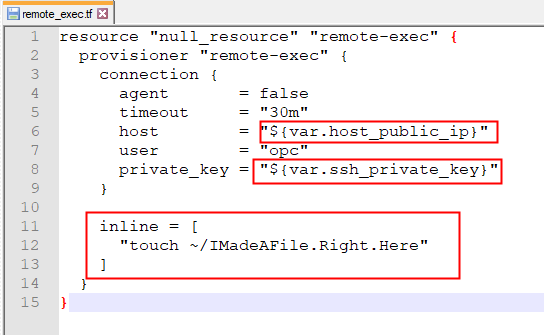 remote_exec.tf
1 resource "null_resource" "remote-exec" {
2   provisioner "remote-exec" {
3     connection {
4       agent       = false
5       timeout     = "30m"
6       host        = "${var.host_public_ip}"
7       user        = "opc"
8       private_key = "${var.ssh_private_key}"
9     }
10
11     inline = [
12       "touch ~/IMadeAFile.Right.Here"
13     ]
14   }
15 }